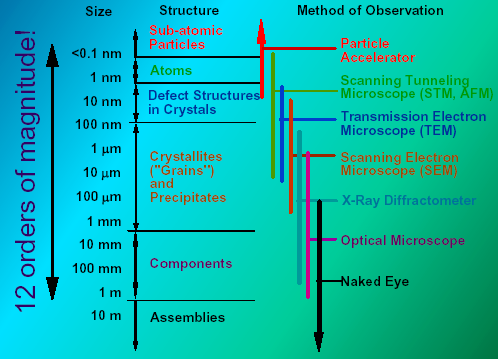 Size Structure Method of Observation
12 orders of magnitude!
<0.1 nm
1 nm
10 nm
100 nm
1 μm
10 μm
100 μm
1 mm
10 mm
100 mm
1 m
10 m
Sub-atomic
Particles
Atoms
Defect Structures
in Crystals
Crystallites
("Grains")
and
Precipitates
Components
Assemblies
Particle
Accelerator
Scanning Tunneling
Microscope (STM, AFM)
Transmission Electron
Microscope (TEM)
Scanning Electron
Microscope (SEM)
X-Ray Diffractometer
Optical Microscope
Naked Eye